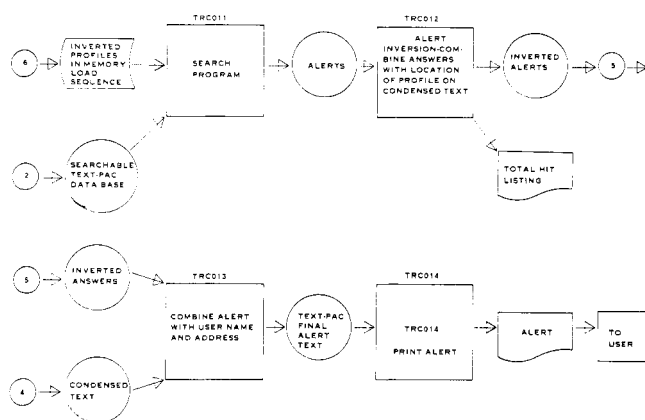 TRC011
TRC012
6
INVERTED
PROFILES
IN MEMORY
LOAD
SEQUENCE
SEARCH
PROGRAM
ALERTS
ALERT
INVERSION-COM-
BINE ANSWERS
WITH LOCATION
OF PROFILE ON
CONDENSED TEXT
INVERTED
ALERTS
5
2
SEARCHABLE
TEXT-PAC
DATA BASE
TOTAL HIT
LISTING
TRC013
TRC014
5
INVERTED
ANSWERS
COMBINE ALERT
WITH USER NAME
AND ADDRESS
TEXT-PAC
FINAL
ALERT
TEXT
TRC014
PRINT ALERT
ALERT
TO
USER
4
CONDENSED
TEXT